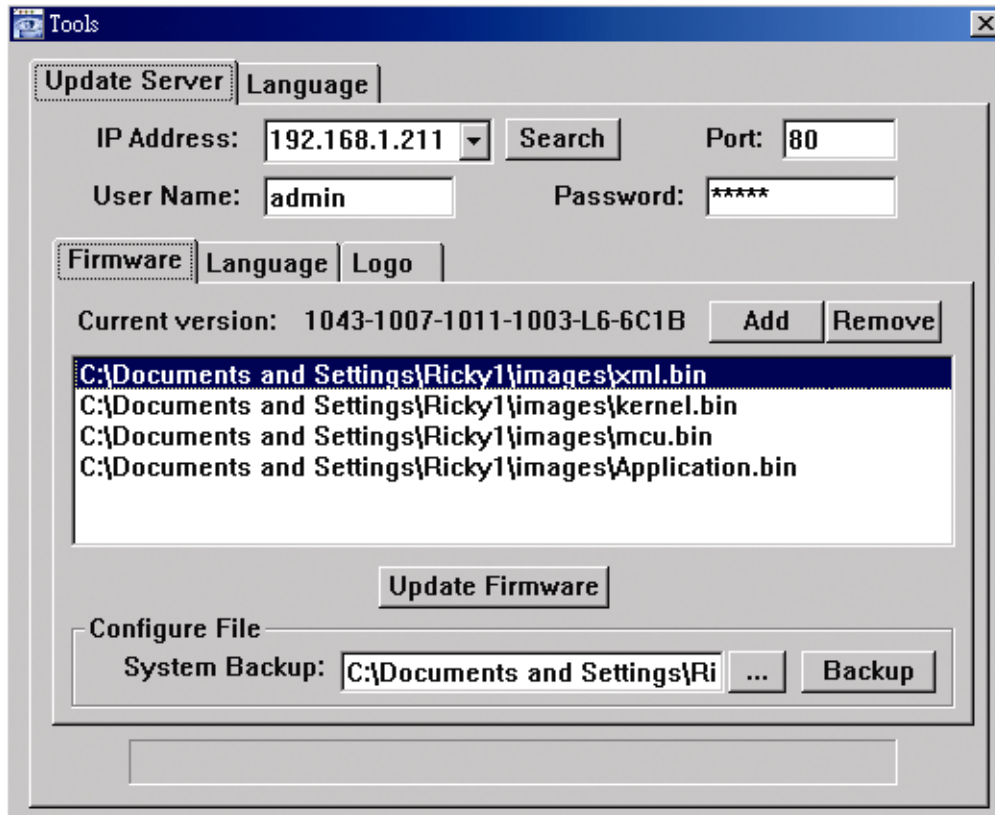 Tools
Update Server Language
IP Address: 192.168.1.211 Search Port: 80
User Name: admin Password: *****
Firmware Language Logo
Current version: 1043-1007-1011-1003-L6-6C1B Add Remove
C:\Documents and Settings\Ricky1\images\xml.bin
C:\Documents and Settings\Ricky1\images\kernel.bin
C:\Documents and Settings\Ricky1\images\mcu.bin
C:\Documents and Settings\Ricky1\images\Application.bin
Update Firmware
Configure File
System Backup: C:\Documents and Settings\Ri ... Backup